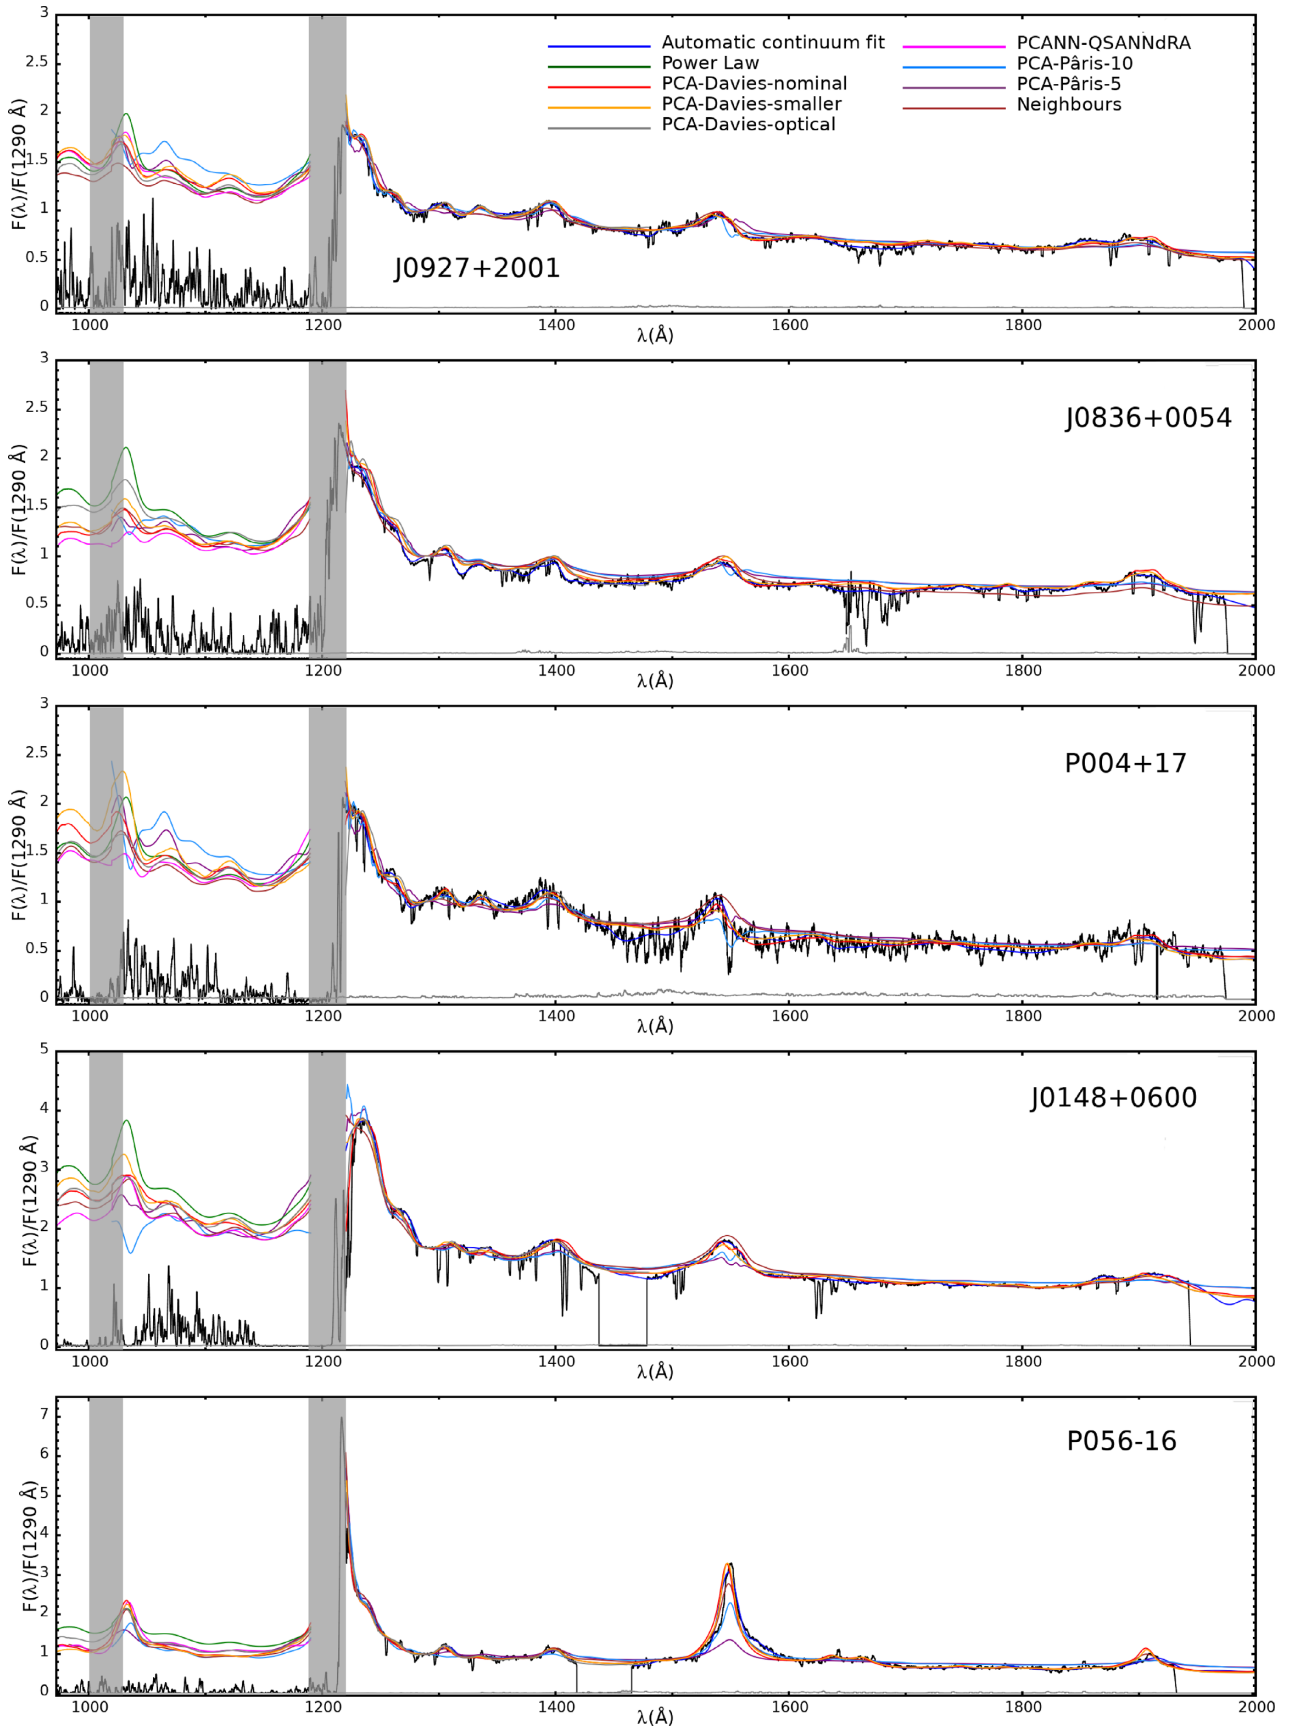 3
2.5
2
1.5
1
0.5
0
F(λ)/F(1290 Å)
Automatic continuum fit
Power Law
PCA-Davies-nominal
PCA-Davies-smaller
PCA-Davies-optical
PCANN-QSANNdRA
PCA-Pâris-10
PCA-Pâris-5
Neighbours
J0927+2001
1000 1200 1400 1600 1800 2000
λ(Å)
3
2.5
2
1.5
1
0.5
0
F(λ)/F(1290 Å)
J0836+0054
1000 1200 1400 1600 1800 2000
λ(Å)
3
2.5
2
1.5
1
0.5
0
F(λ)/F(1290 Å)
P004+17
1000 1200 1400 1600 1800 2000
λ(Å)
5
4
3
2
1
0
F(λ)/F(1290 Å)
J0148+0600
1000 1200 1400 1600 1800 2000
λ(Å)
7
6
5
4
3
2
1
0
F(λ)/F(1290 Å)
P056-16
1000 1200 1400 1600 1800 2000
λ(Å)